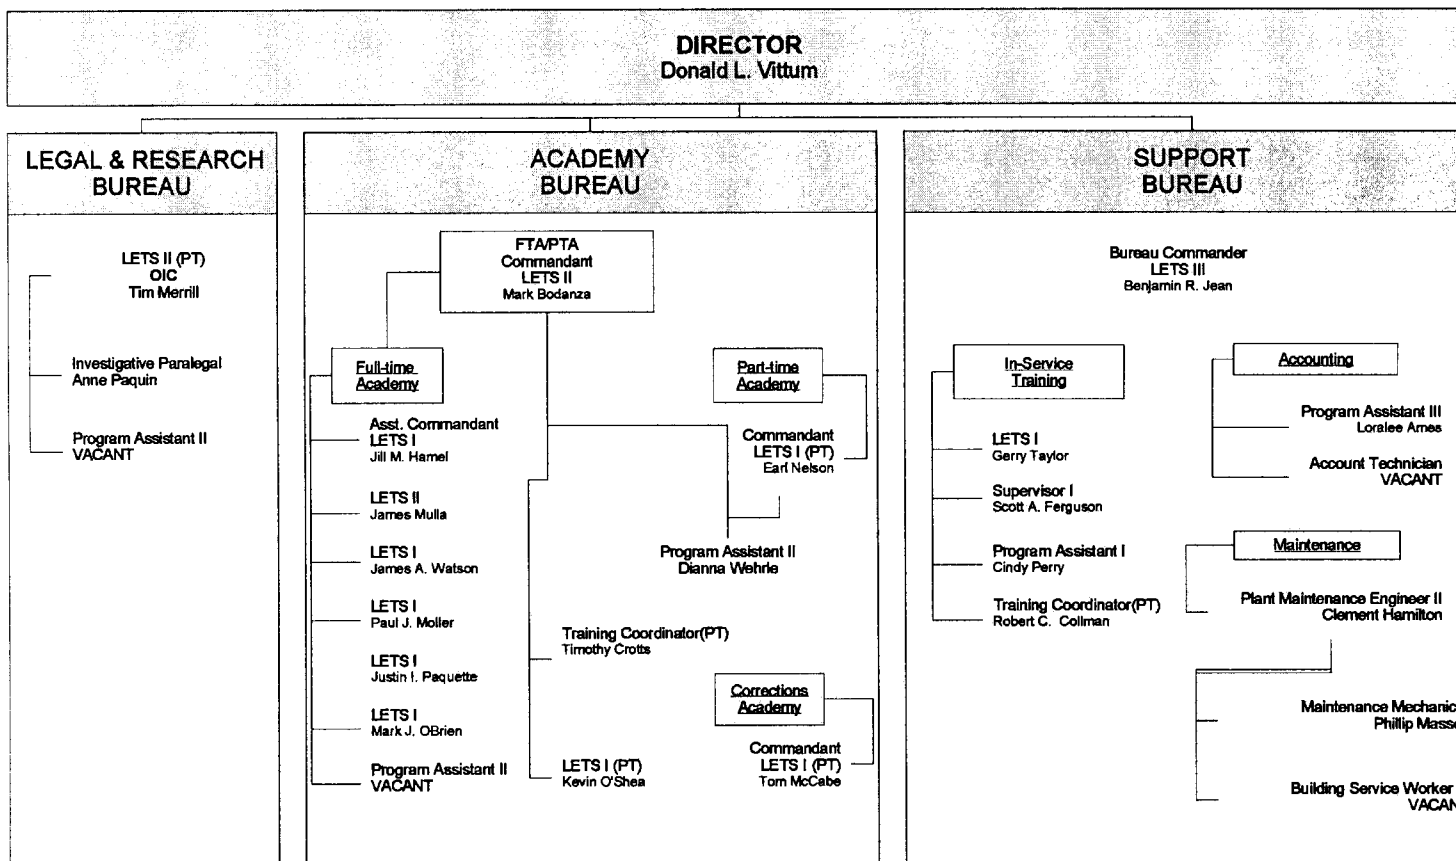 DIRECTOR
Donald L. Vittum
LEGAL & RESEARCH
BUREAU
LETS II (PT)
OIC
Tim Merrill
Investigative Paralegal
Anne Paquin
Program Assistant II
VACANT
ACADEMY
BUREAU
FTA/PTA
Commandant
LETS II
Mark Bodanza
Full-time
Academy
Asst. Commandant
LETS I
Jill M. Hamel
LETS II
James Mulla
LETS I
James A. Watson
LETS I
Paul J. Moller
LETS I
Justin I. Paquette
LETS I
Mark J. OBrien
Program Assistant II
VACANT
Part-time
Academy
Commandant
LETS I (PT)
Earl Nelson
Program Assistant II
Dianna Wehrle
Training Coordinator(PT)
Timothy Crotts
LETS I (PT)
Kevin O'Shea
Corrections
Academy
Commandant
LETS I (PT)
Tom McCabe
SUPPORT
BUREAU
Bureau Commander
LETS III
Benjamin R. Jean
In-Service
Training
LETS I
Gerry Taylor
Supervisor I
Scott A. Ferguson
Program Assistant I
Cindy Perry
Training Coordinator(PT)
Robert C. Collman
Accounting
Program Assistant III
Loralee Ames
Account Technician
VACANT
Maintenance
Plant Maintenance Engineer II
Clement Hamilton
Maintenance Mechanic
Phillip
Building Service Worker